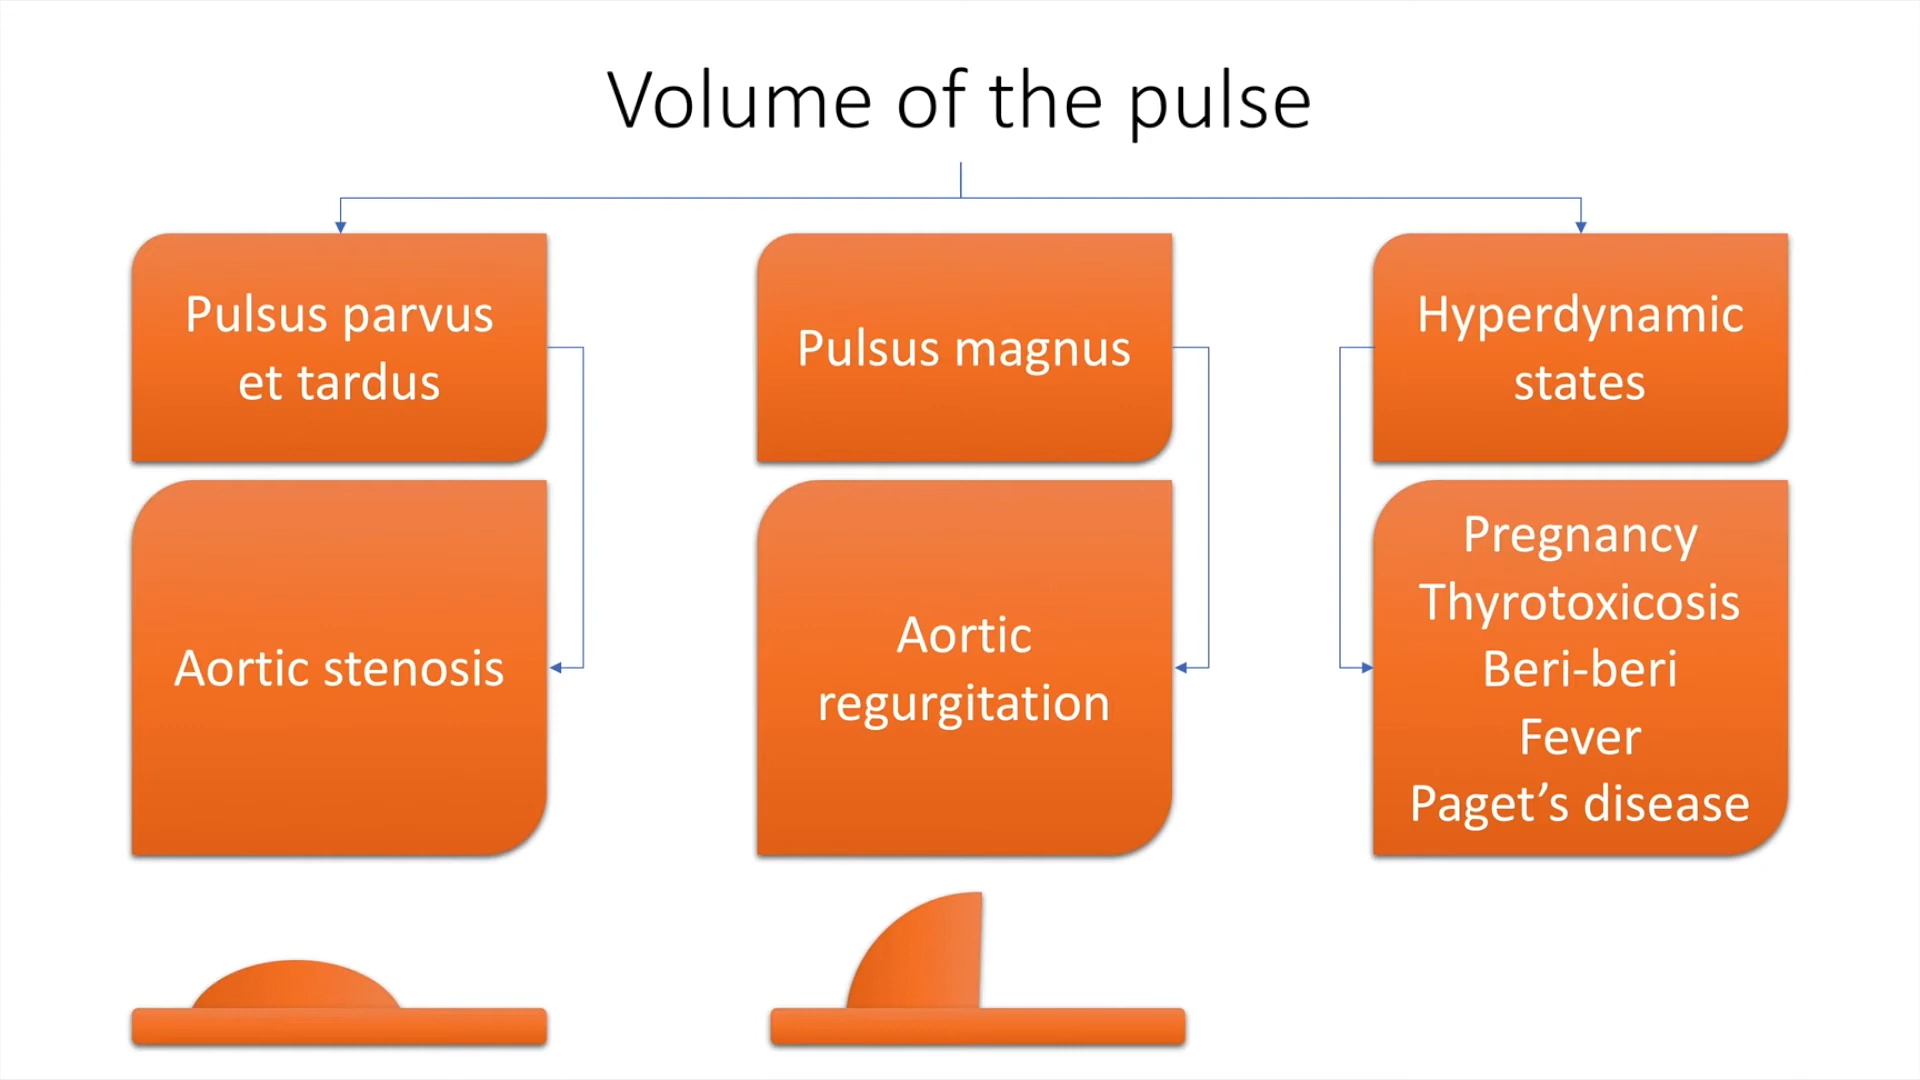 Volume of the pulse
Pulsus parvus
et tardus
Aortic stenosis
Pulsus magnus
Aortic
regurgitation
Hyperdynamic
states
Pregnancy
Thyrotoxicosis
Beri-beri
Fever
Paget’s disease